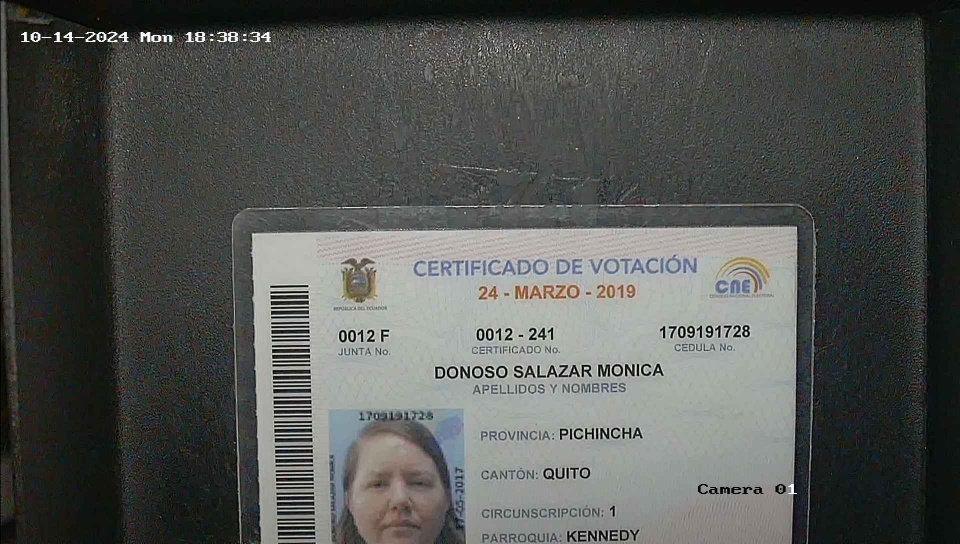 10-14-2024 Mon 18:38:34
CERTIFICADO DE VOTACIÓN
24 - MARZO - 2019
REPÚBLICA DEL ECUADOR
CNE
CONSEJO NACIONAL ELECTORAL
0012 F
0012 - 241
1709191728
JUNTA No.
CERTIFICADO No.
CÉDULA No.
DONOSO SALAZAR MONICA
APELLIDOS Y NOMBRES
1709191728
PROVINCIA: PICHINCHA
CANTÓN: QUITO
Camera 01
CIRCUNSCRIPCIÓN: 1
PARROQUIA: KENNEDY